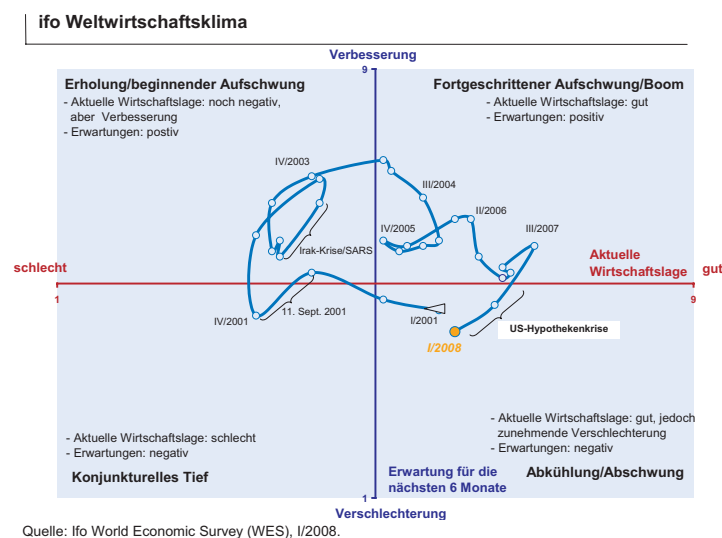 ifo Weltwirtschaftsklima
Verbesserung
9
Erholung/beginnender Aufschwung
- Aktuelle Wirtschaftslage: noch negativ,
aber Verbesserung
- Erwartungen: postiv
Fortgeschrittener Aufschwung/Boom
- Aktuelle Wirtschaftslage: gut
- Erwartungen: positiv
IV/2003
III/2004
II/2006
IV/2005
III/2007
Irak-Krise/SARS
Aktuelle
Wirtschaftslage
schlecht
gut
1
9
11. Sept. 2001
IV/2001
I/2001
US-Hypothekenkrise
I/2008
- Aktuelle Wirtschaftslage: schlecht
- Erwartungen: negativ
Konjunkturelles Tief
- Aktuelle Wirtschaftslage: gut, jedoch
zunehmende Verschlechterung
- Erwartungen: negativ
Abkühlung/Abschwung
Erwartung für die
nächsten 6 Monate
1
Verschlechterung
Quelle: Ifo World Economic Survey (WES), I/2008.